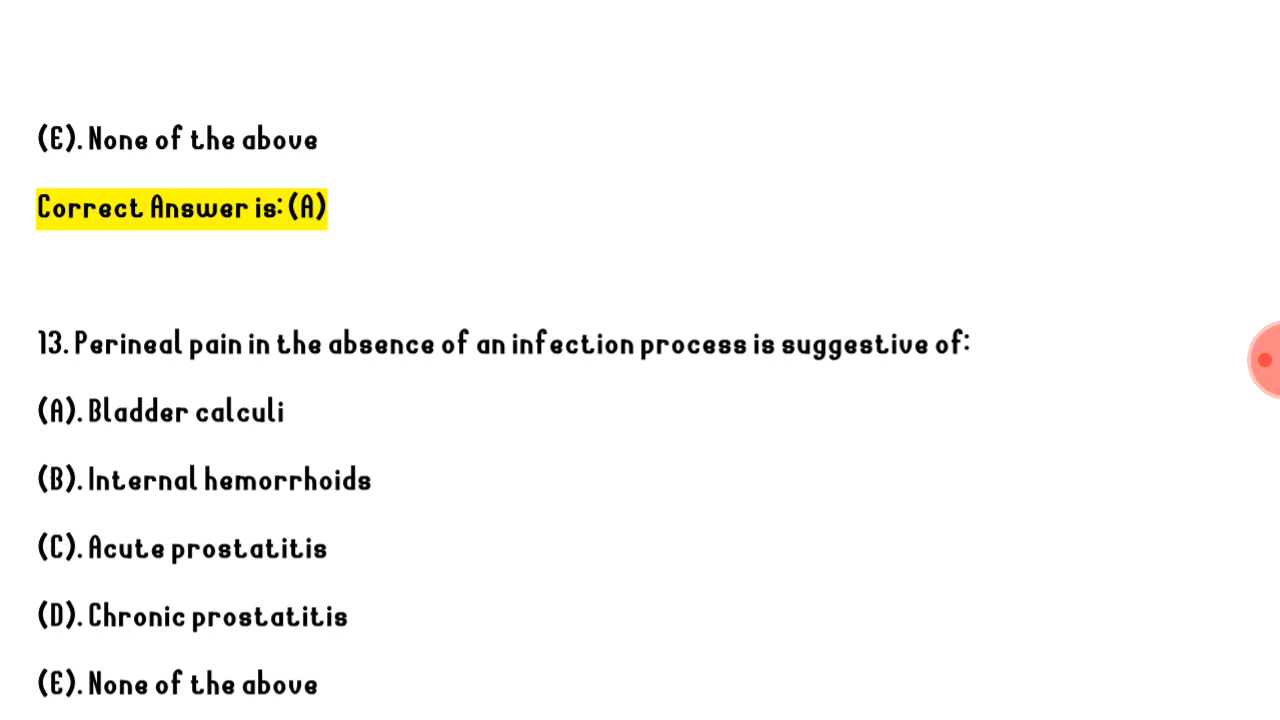 (E). None of the above
Correct Answer is: (A)
13. Perineal pain in the absence of an infection process is suggestive of:
(A). Bladder calculi
(B). Internal hemorrhoids
(C). Acute prostatitis
(D). Chronic prostatitis
(E). None of the above